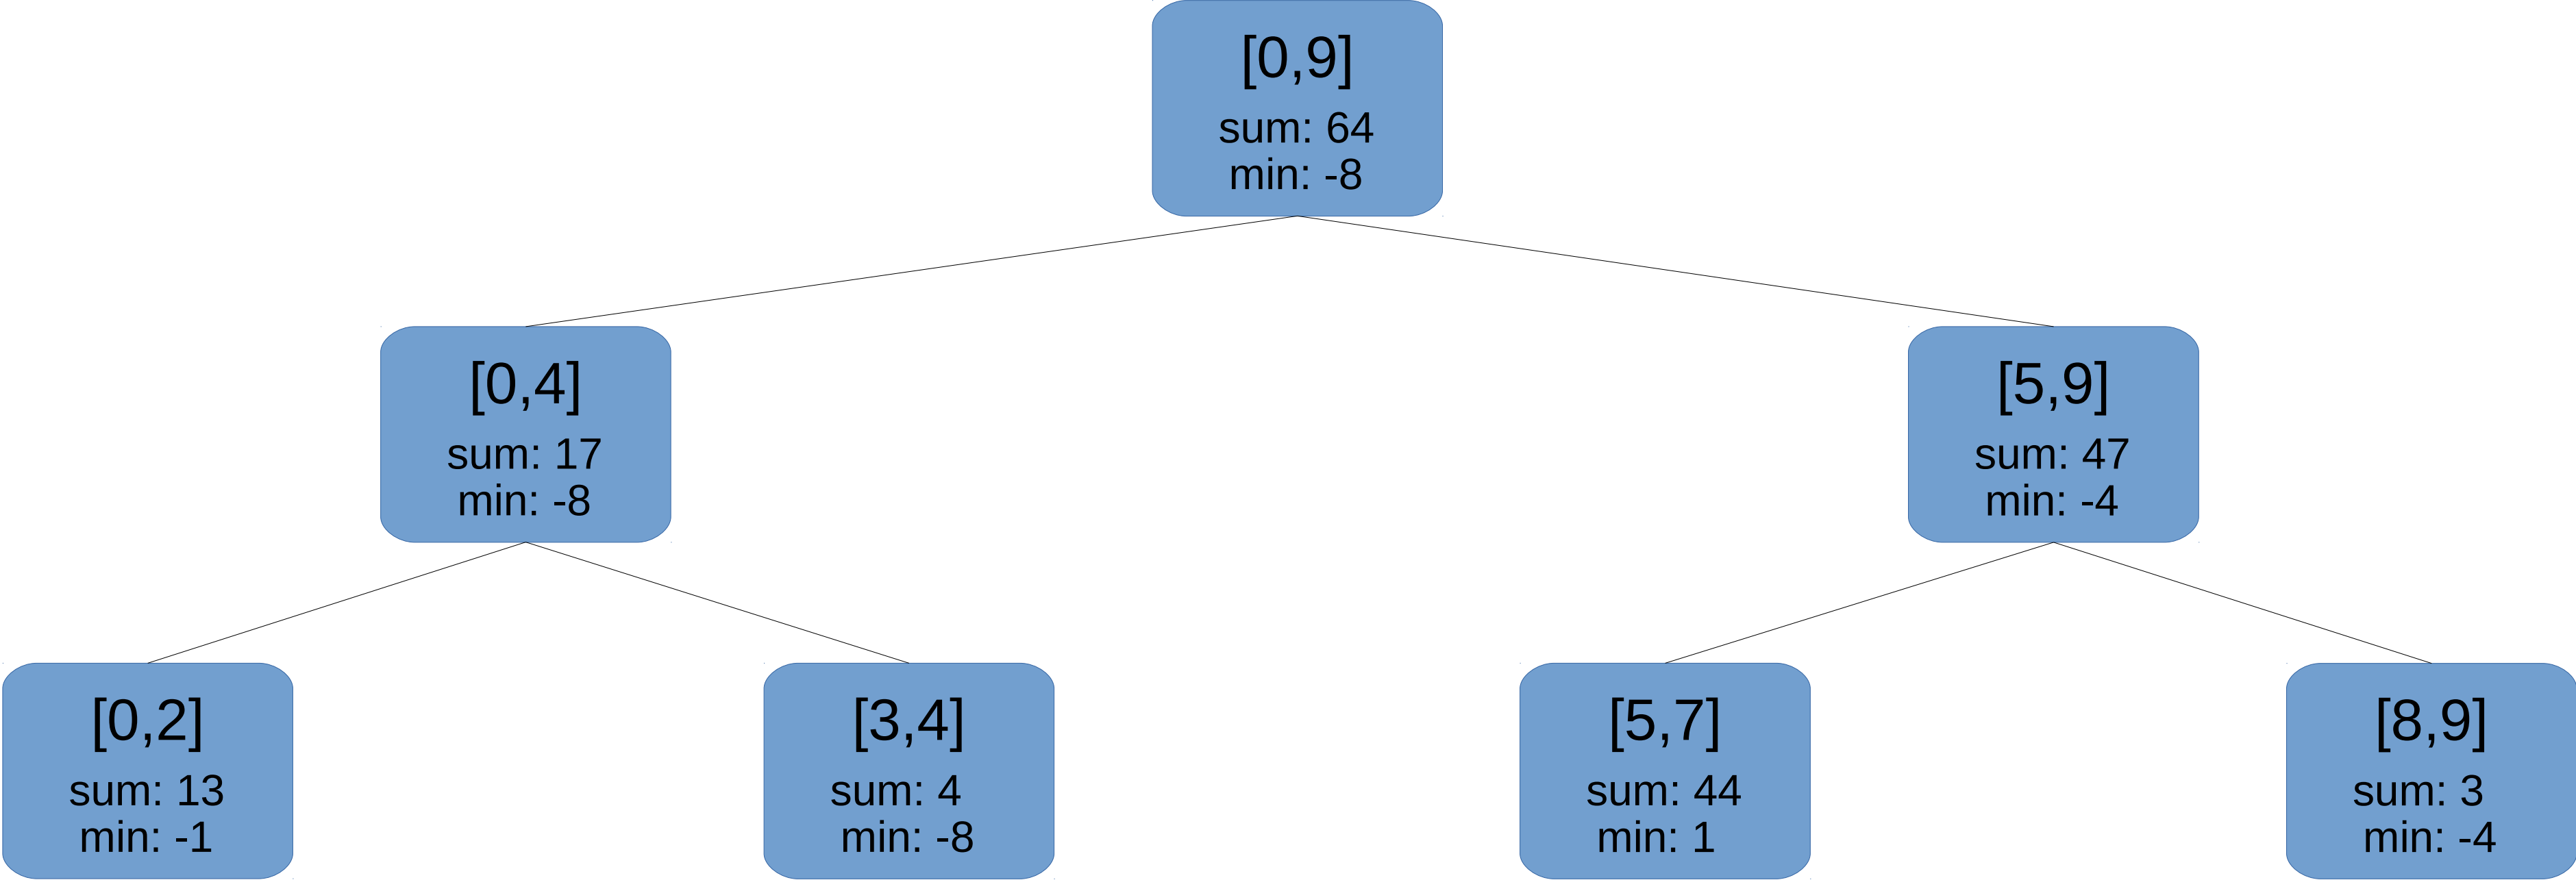 [0,9]
sum: 64
min: -8
[0,4]
sum: 17
min: -8
[5,9]
sum: 47
min: -4
[0,2]
sum: 13
min: -1
[3,4]
sum: 4
min: -8
[5,7]
sum: 44
min: 1
[8,9]
sum: 3
min: -4